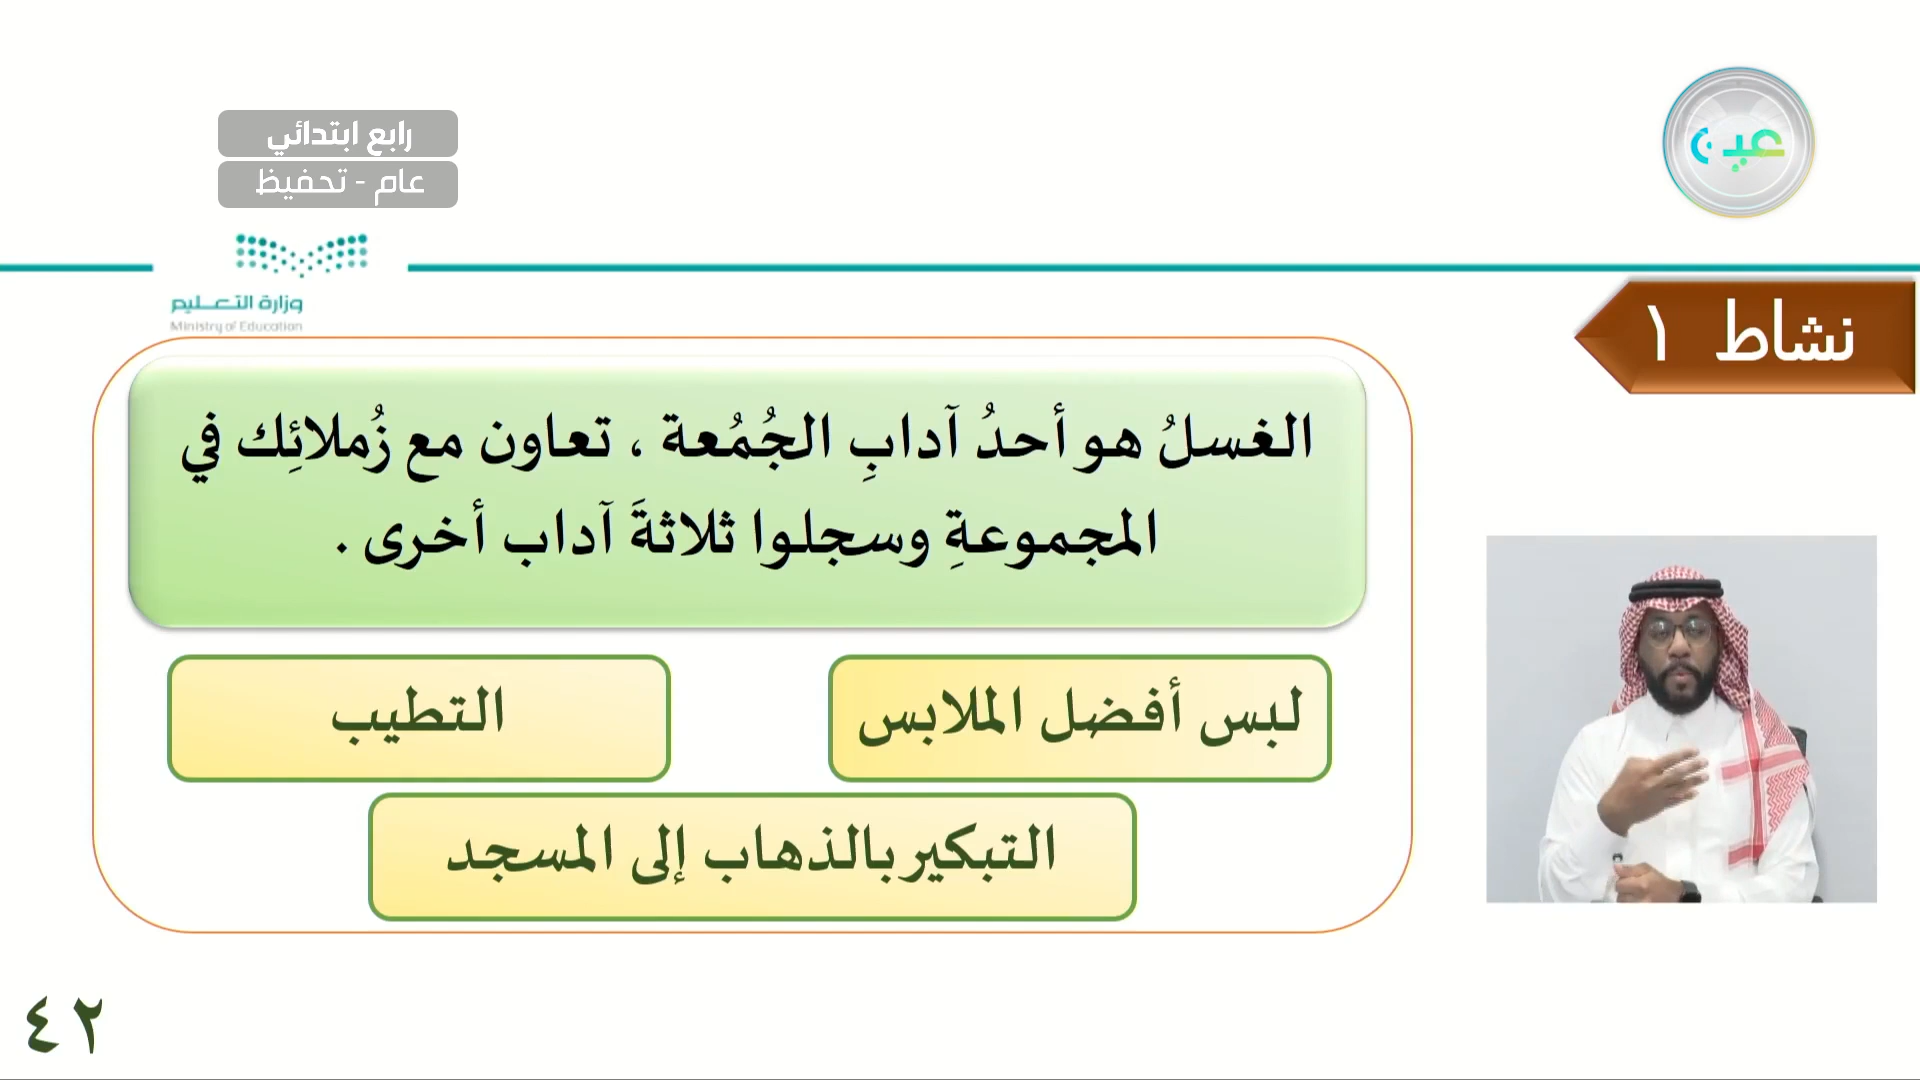 رابع ابتدائي
عام - تحفيظ
عين
وزارة التعـــليم
Ministry of Education
نشاط ١
الغسلُ هو أحدُ آدابِ الجُمُعة ، تعاون مع زُملائِك في
المجموعةِ وسجلوا ثلاثةَ آداب أخرى .
لبس أفضل الملابس
التطيب
التبكير بالذهاب إلى المسجد
٤٢